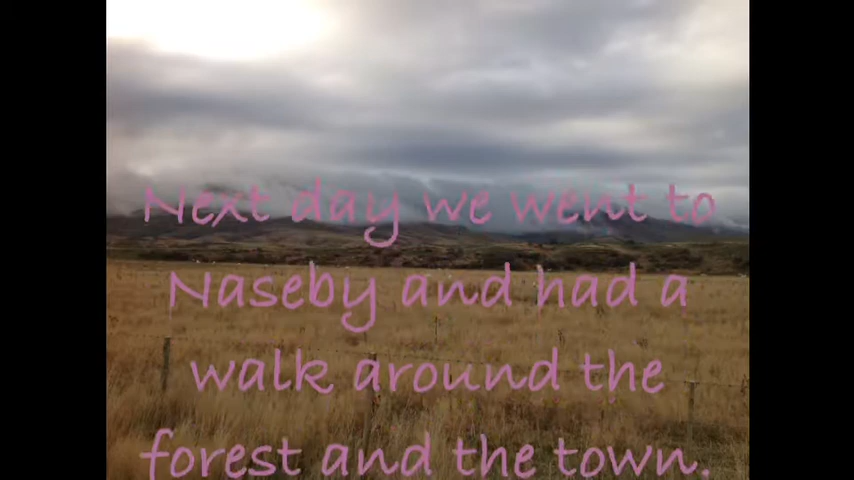 Next day we went to
Naseby and had a
walk around the
forest and the town.